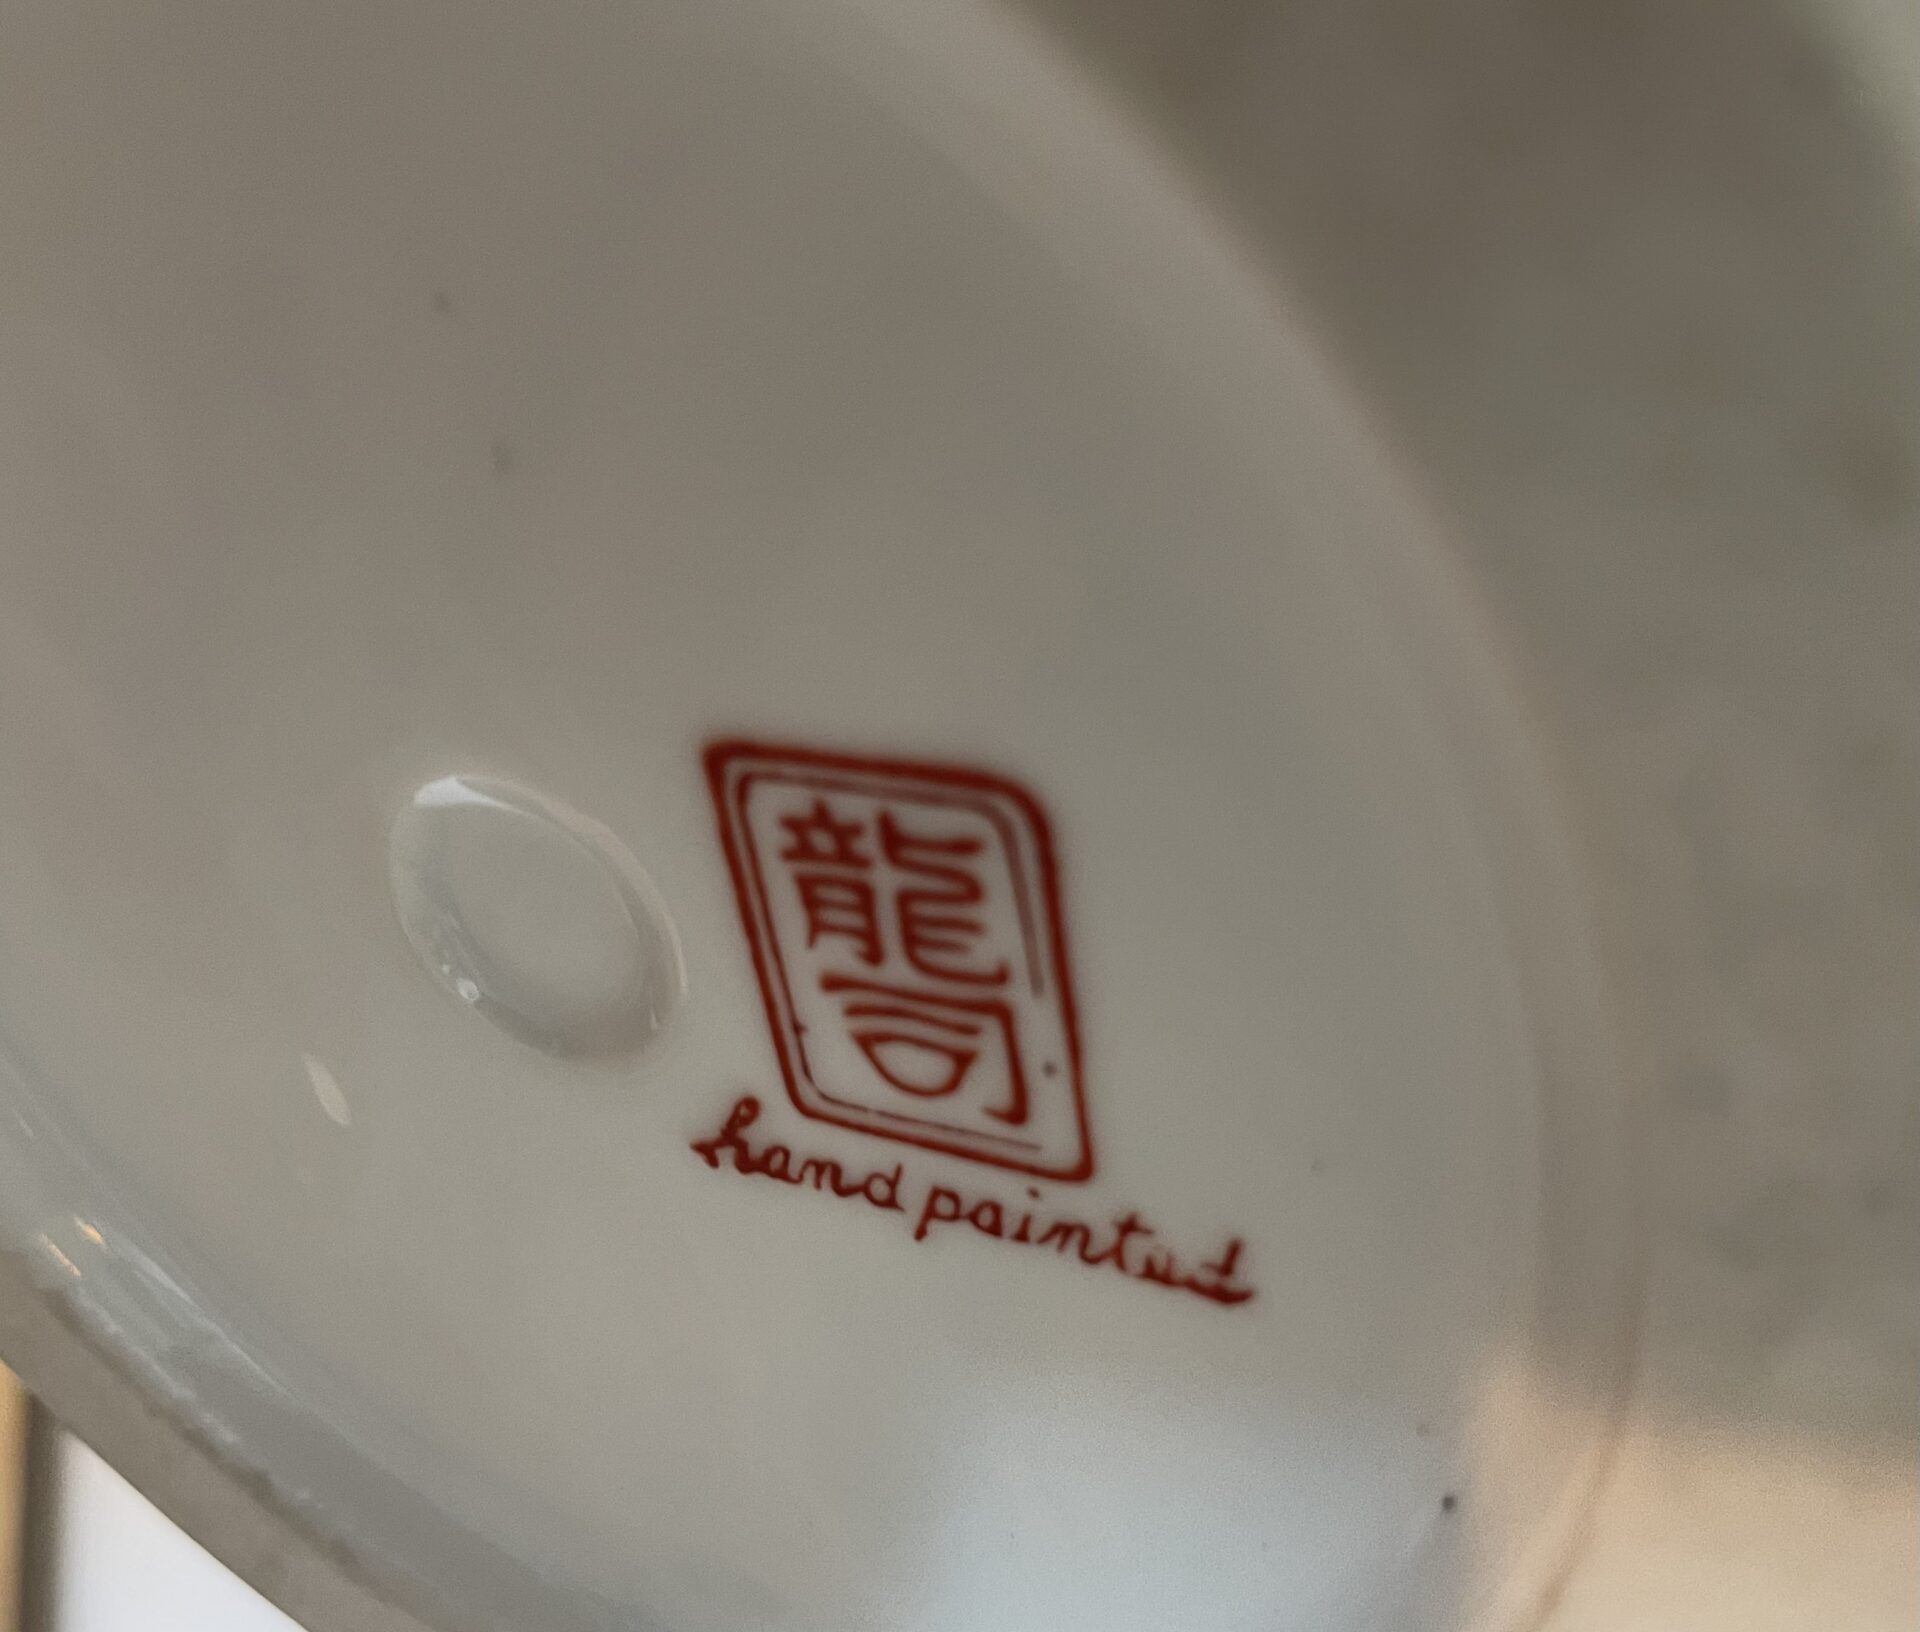 龍
hand painted